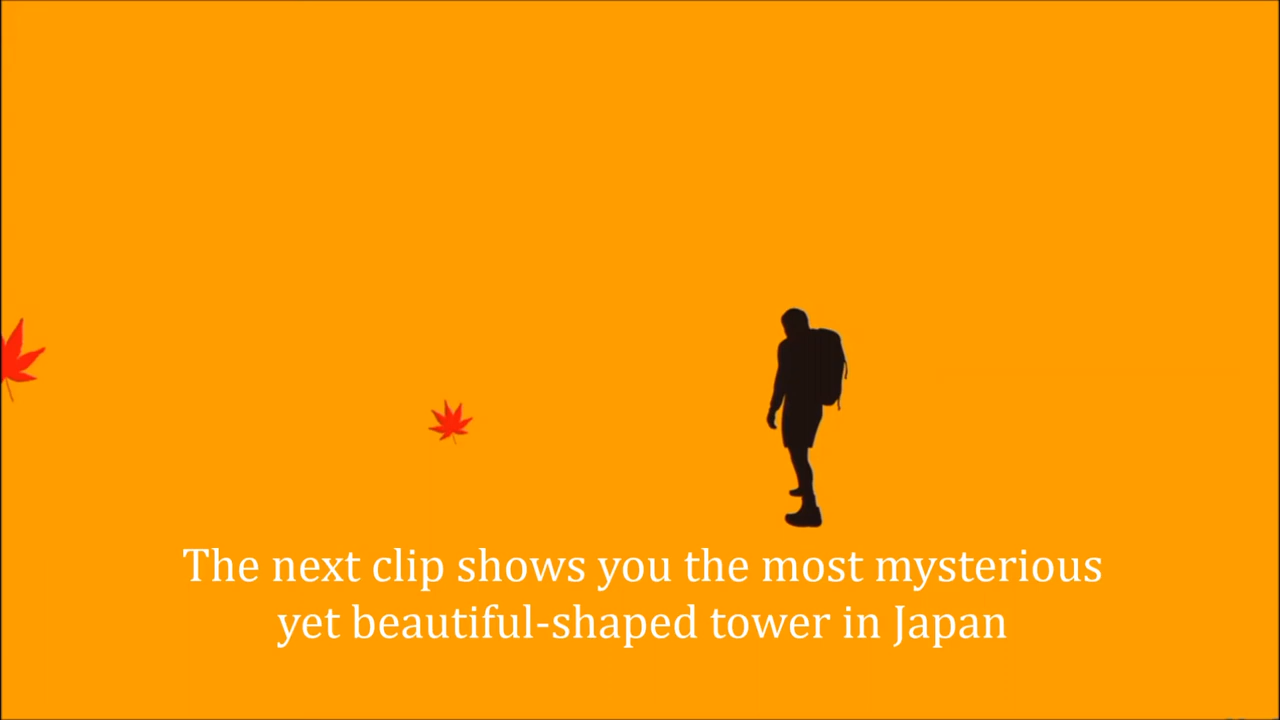 The next clip shows you the most mysterious
yet beautiful-shaped tower in Japan